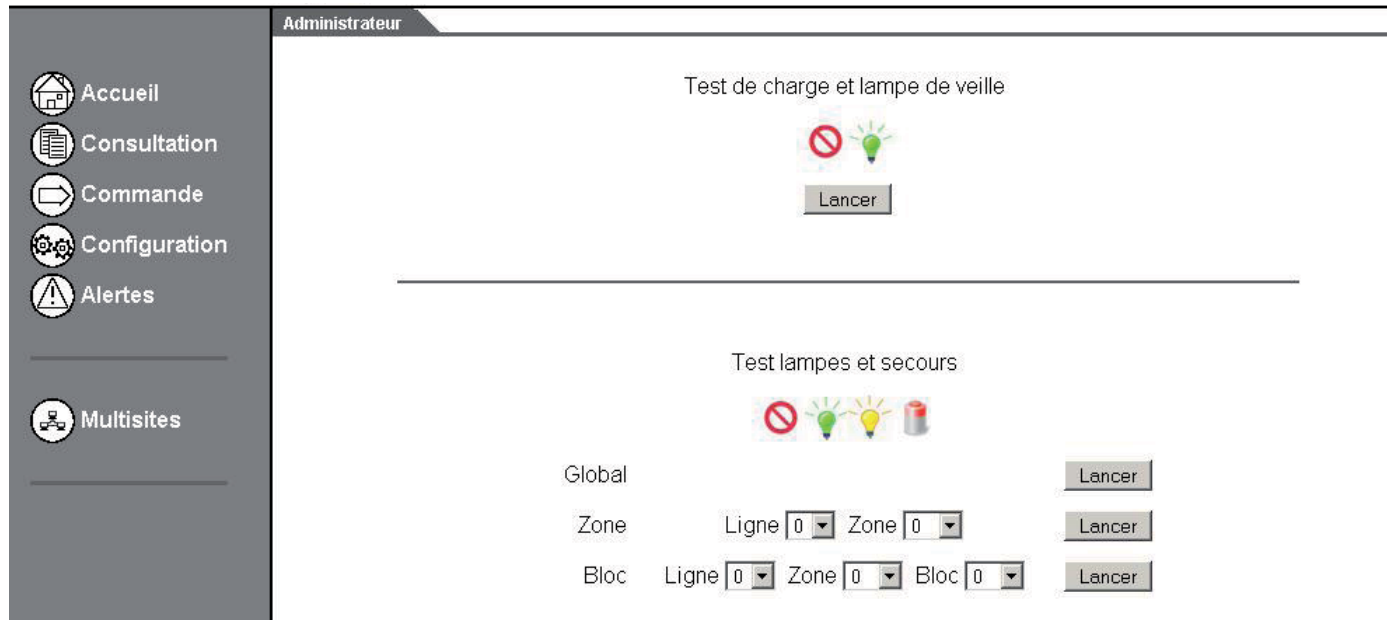 Administrateur
Accueil
Consultation
Commande
Configuration
Alertes
Multisites
Test de charge et lampe de veille
Lancer
Test lampes et secours
Global Lancer
Zone Ligne 0 Zone 0 Lancer
Bloc Ligne 0 Zone 0 Bloc 0 Lancer